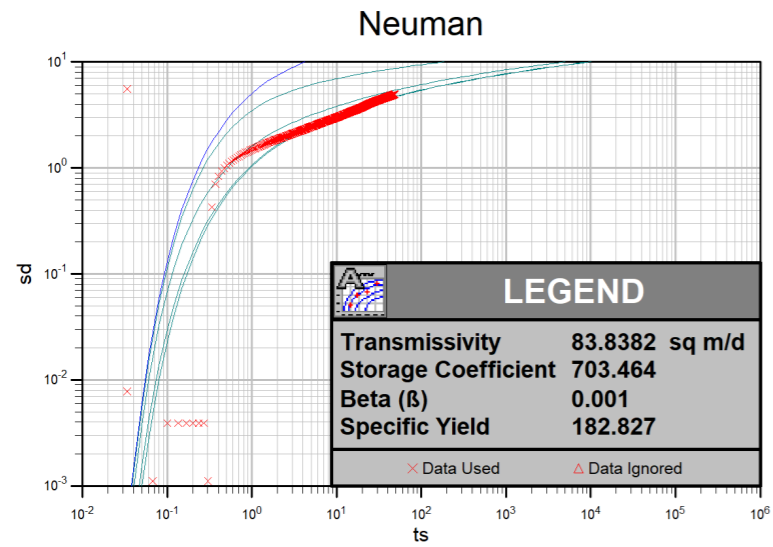 Neuman
10¹
10⁰
10⁻¹
10⁻²
10⁻³
sd
10⁻² 10⁻¹ 10⁰ 10¹ 10² 10³ 10⁴ 10⁵ 10⁶
ts
LEGEND
Transmissivity 83.8382 sq m/d
Storage Coefficient 703.464
Beta (ß) 0.001
Specific Yield 182.827
× Data Used △ Data Ignored